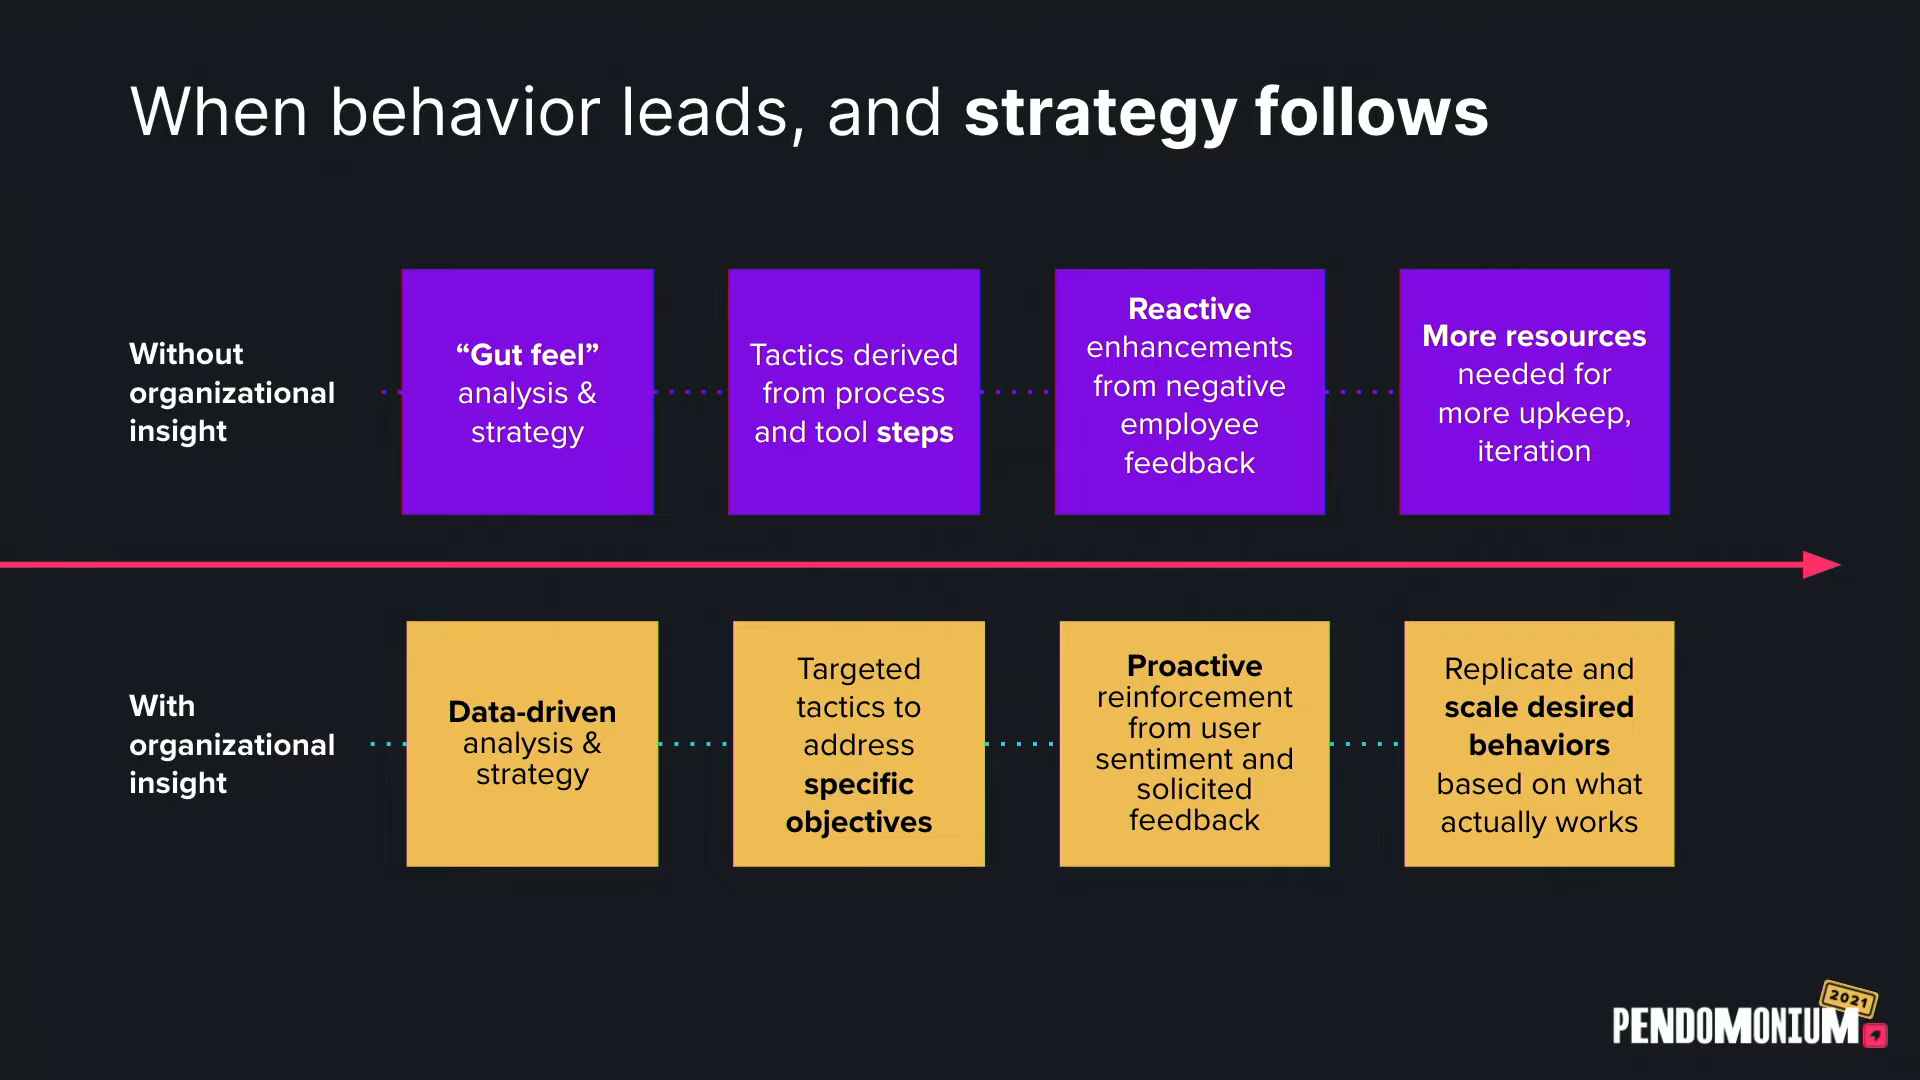 When behavior leads, and strategy follows
Without
organizational
insight
“Gut feel”
analysis &
strategy
Tactics derived
from process
and tool steps
Reactive
enhancements
from negative
employee
feedback
More resources
needed for
more upkeep,
iteration
With
organizational
insight
Data-driven
analysis &
strategy
Targeted
tactics to
address
specific
objectives
Proactive
reinforcement
from user
sentiment and
solicited
feedback
Replicate and
scale desired
behaviors
based on what
actually works
2021
PENDOMONIUM